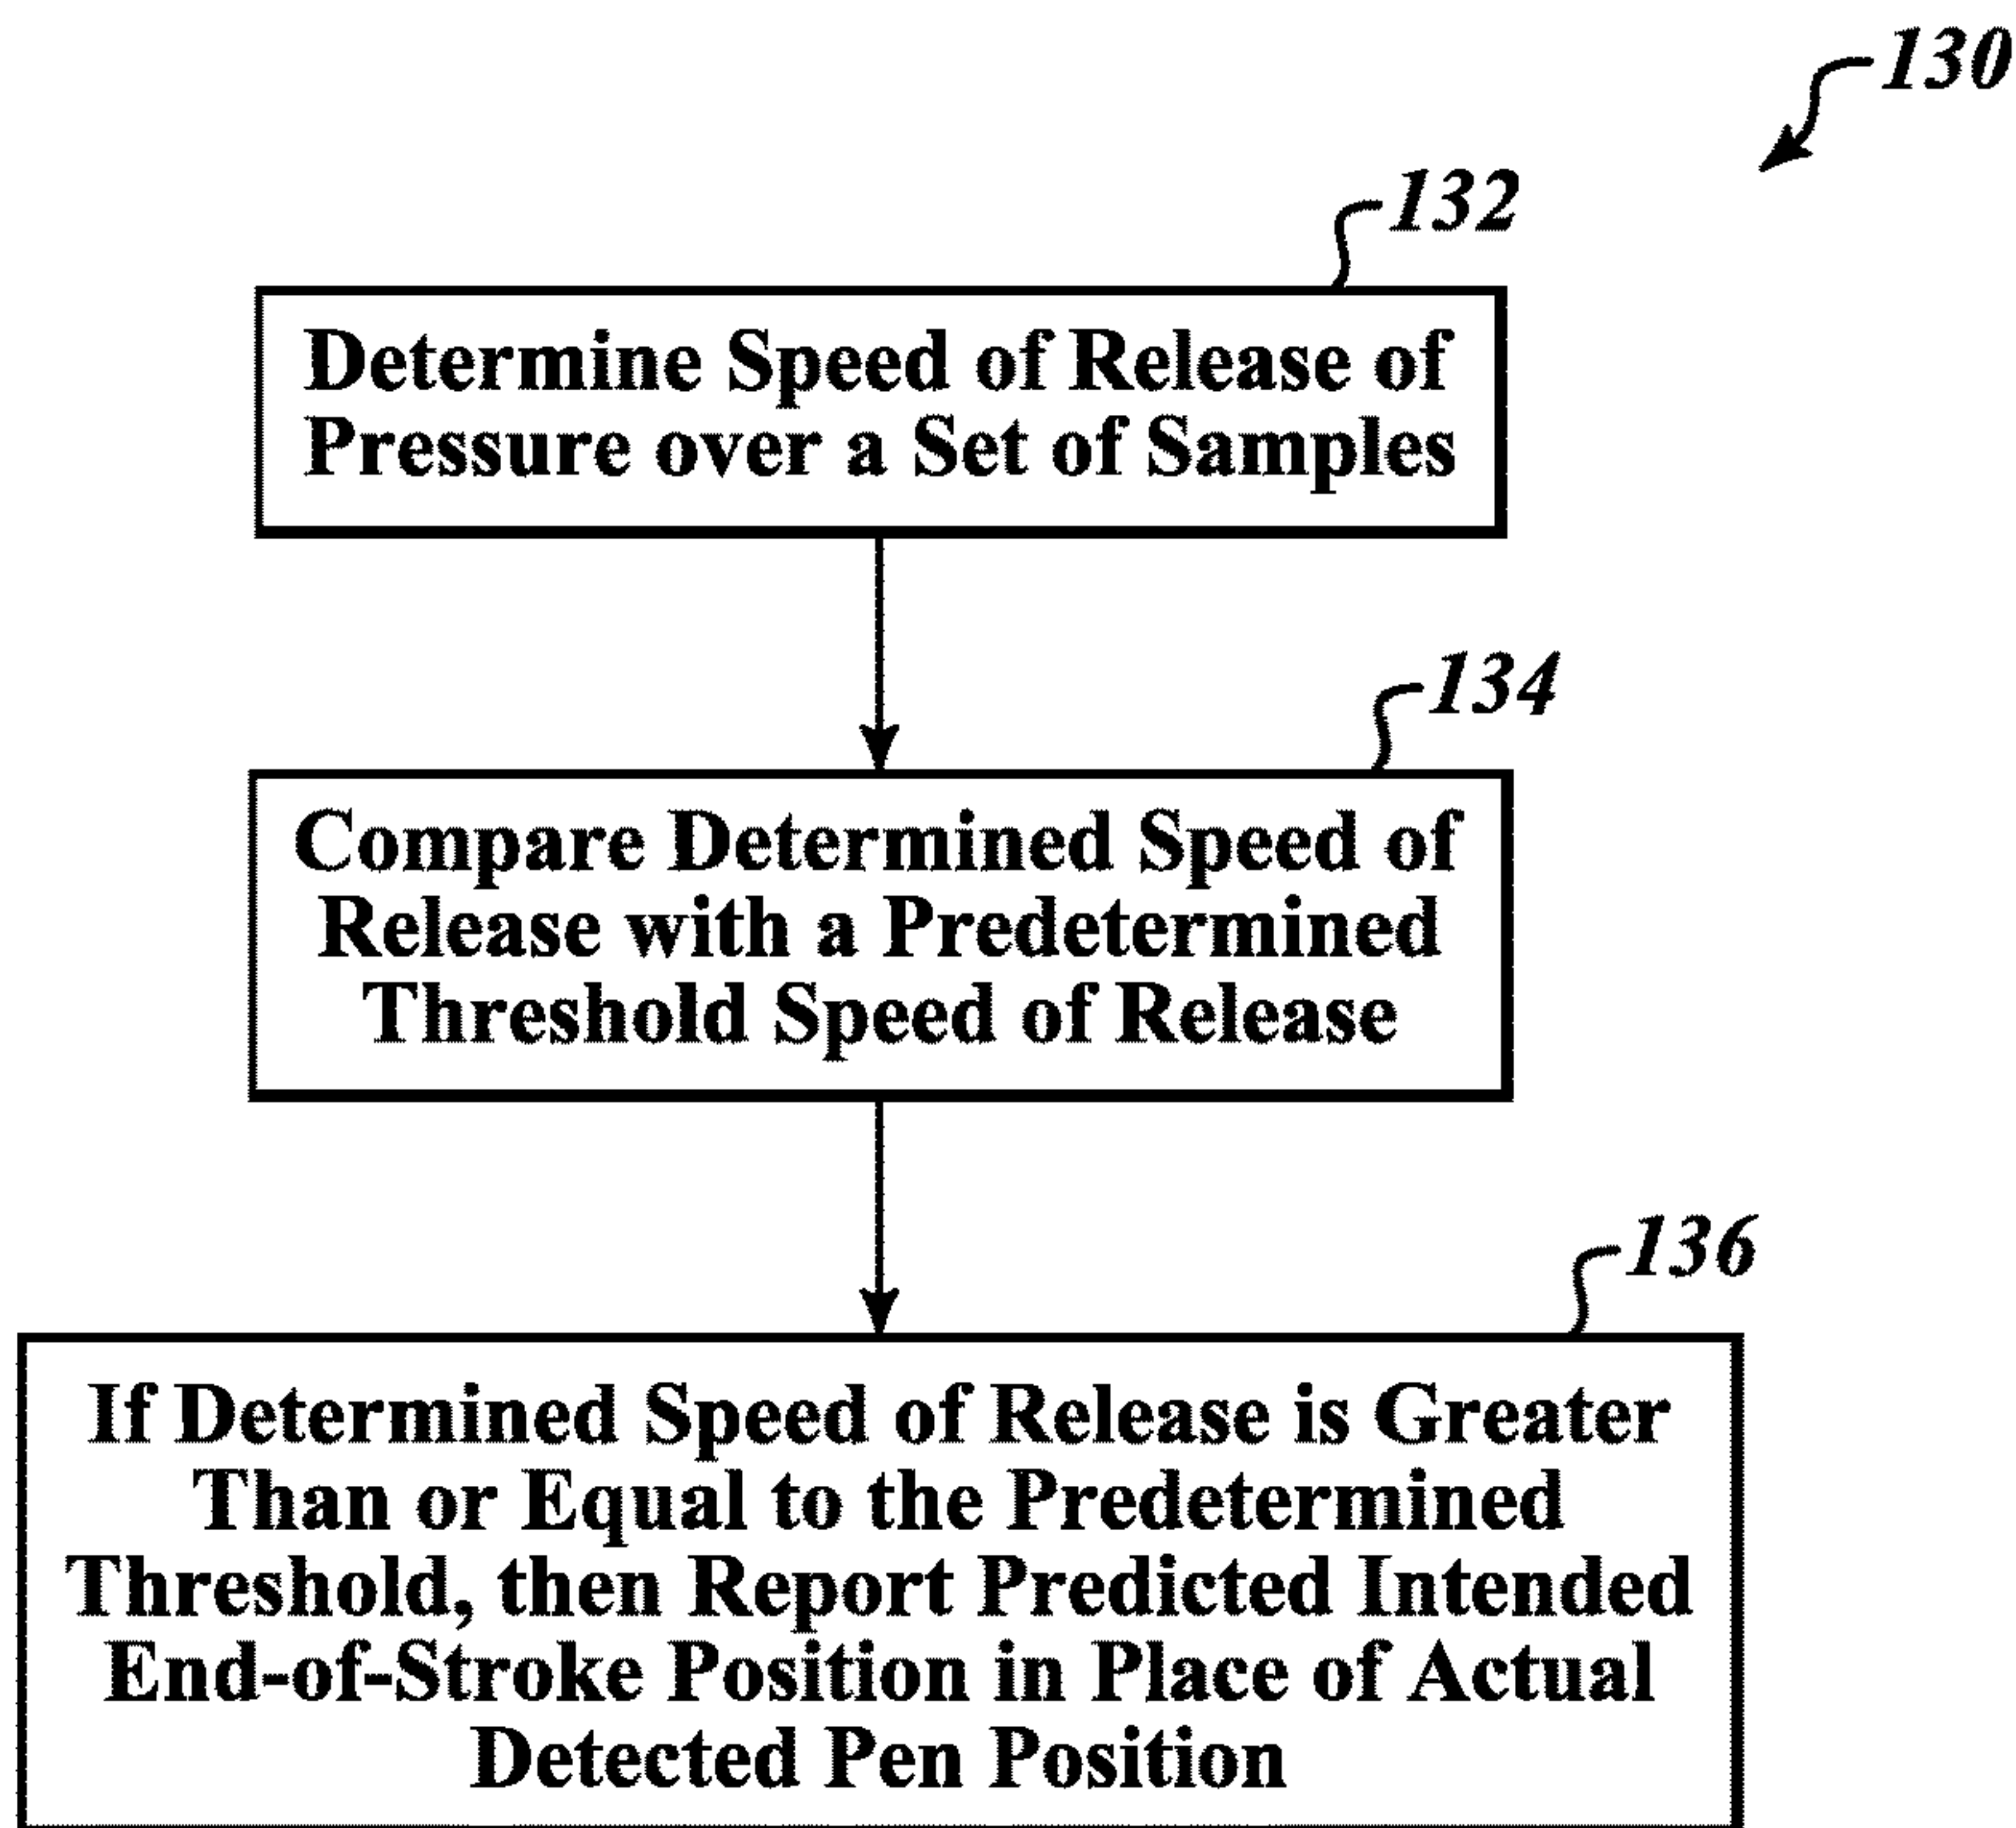 130
132
Determine Speed of Release of
Pressure over a Set of Samples
134
Compare Determined Speed of
Release with a Predetermined
Threshold Speed of Release
136
If Determined Speed of Release is Greater
Than or Equal to the Predetermined
Threshold, then Report Predicted Intended
End-of-Stroke Position in Place of Actual
Detected Pen Position